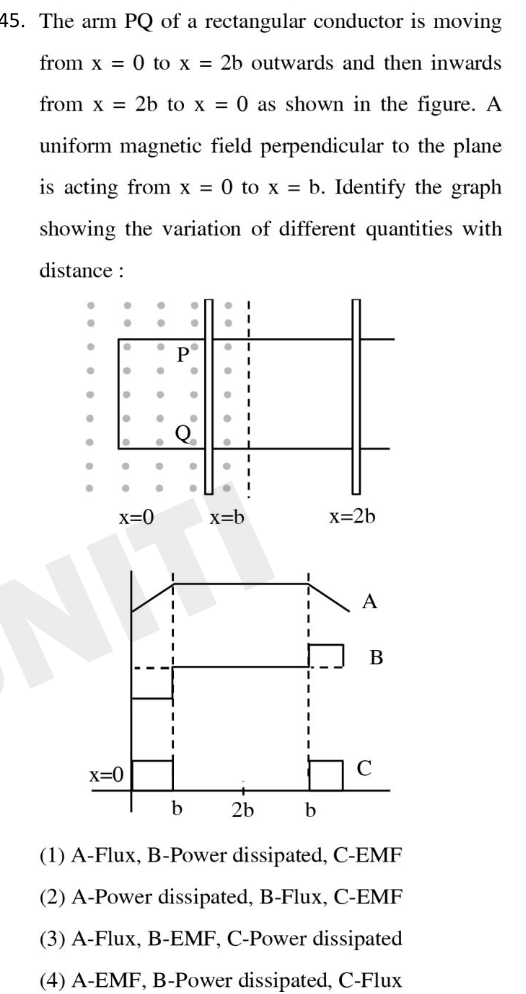 45. The arm PQ of a rectangular conductor is moving
from x = 0 to x = 2b outwards and then inwards
from x = 2b to x = 0 as shown in the figure. A
uniform magnetic field perpendicular to the plane
is acting from x = 0 to x = b. Identify the graph
showing the variation of different quantities with
distance :
P
Q
x=0 x=b x=2b
A
B
C
x=0
b 2b b
(1) A-Flux, B-Power dissipated, C-EMF
(2) A-Power dissipated, B-Flux, C-EMF
(3) A-Flux, B-EMF, C-Power dissipated
(4) A-EMF, B-Power dissipated, C-Flux